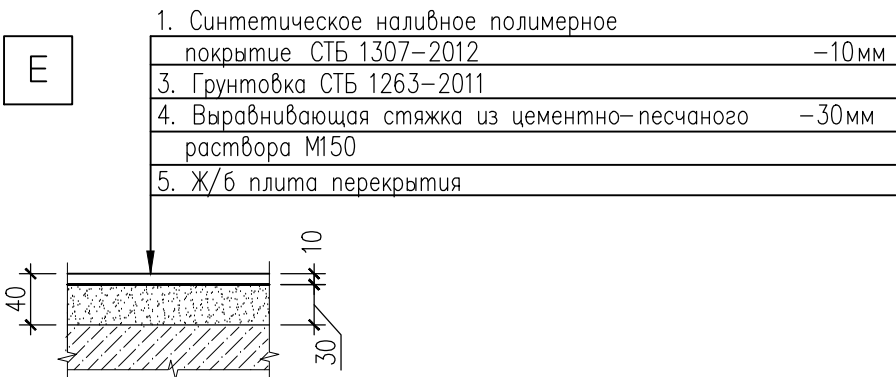 1. Синтетическое наливное полимерное
Е
покрытие СТБ 1307-2012 -10мм
3. Грунтовка СТБ 1263-2011
4. Выравнивающая стяжка из цементно-песчаного -30мм
раствора М150
5. Ж/б плита перекрытия
10
40
30